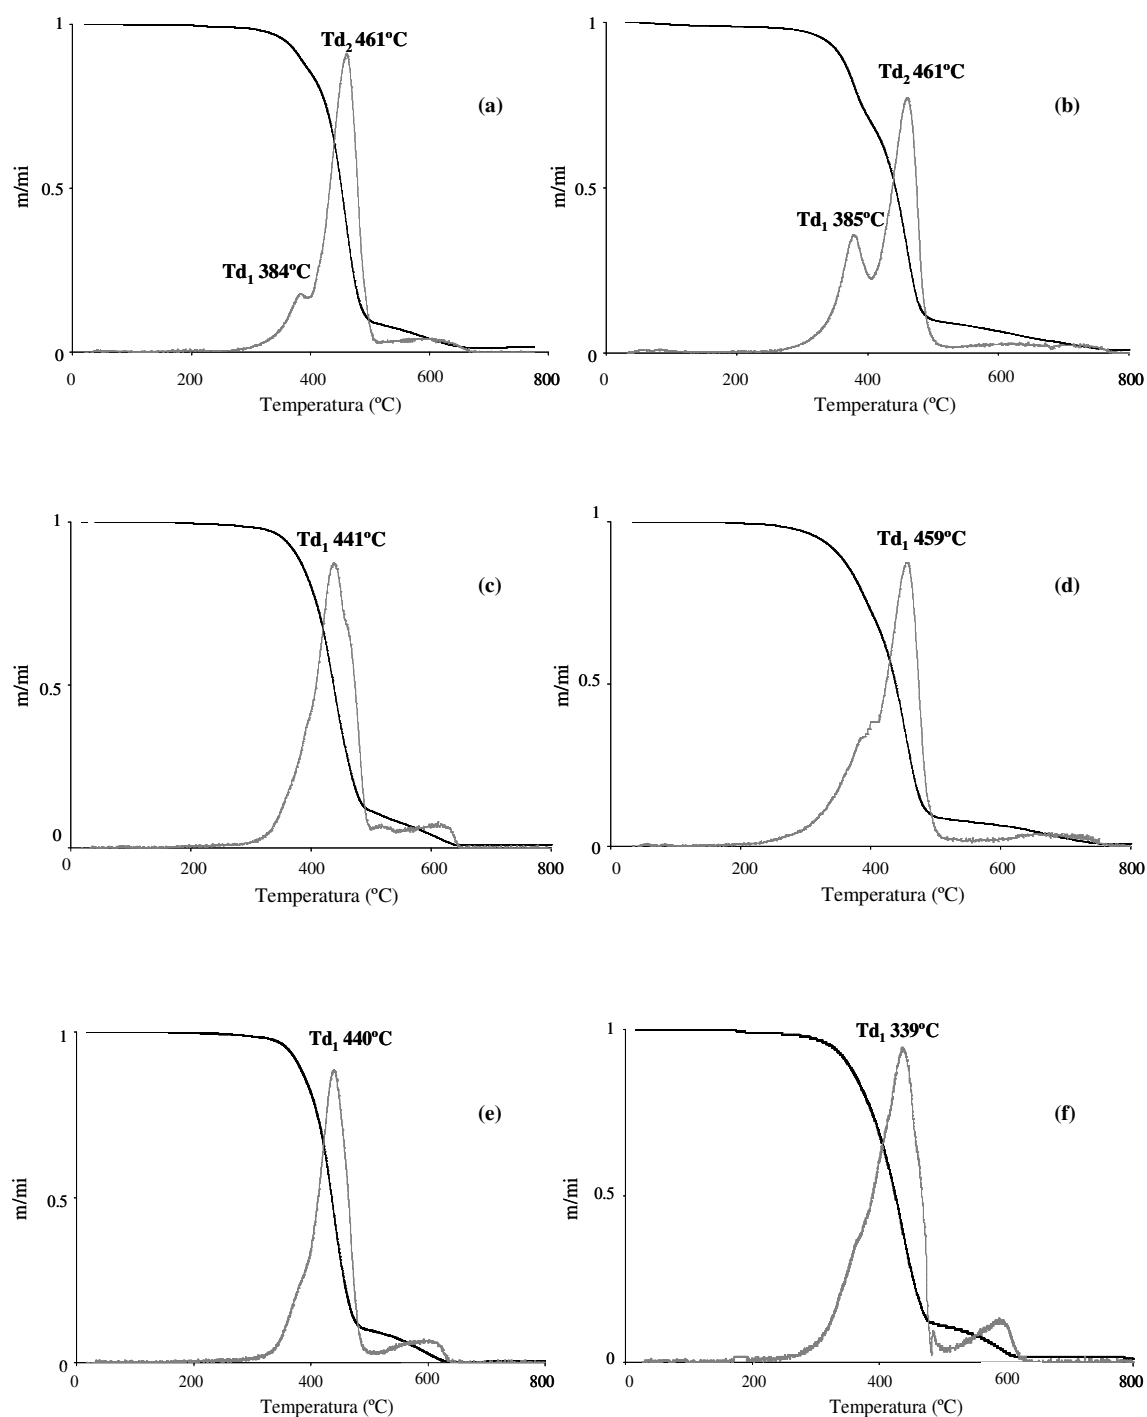 1
Td₂ 461ºC
(a)
m/mi
0.5
Td₁ 384ºC
0
0 200 400 600 800
Temperatura (ºC)
1
Td₂ 461ºC
(b)
m/mi
0.5
Td₁ 385ºC
0
0 200 400 600 800
Temperatura (ºC)
1
Td₁ 441ºC
(c)
m/mi
0.5
0
0 200 400 600 800
Temperatura (ºC)
1
Td₁ 459ºC
(d)
m/mi
0.5
0
0 200 400 600 800
Temperatura (ºC)
1
Td₁ 440ºC
(e)
m/mi
0.5
0
0 200 400 600 800
Temperatura (ºC)
1
Td₁ 339ºC
(f)
m/mi
0.5
0
0 200 400 600 800
Temperatura (ºC)